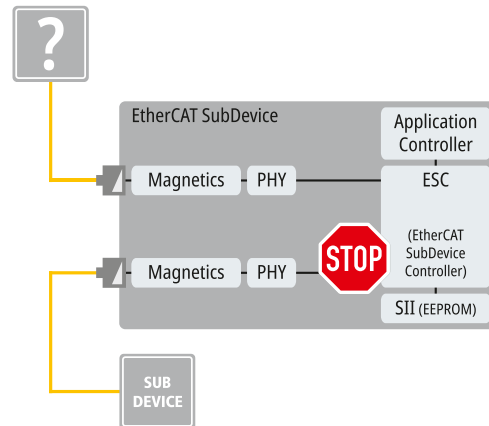 ?
EtherCAT SubDevice
Application
Controller
Magnetics
PHY
ESC
(EtherCAT
SubDevice
Controller)
Magnetics
PHY
STOP
SII (EEPROM)
SUB
DEVICE